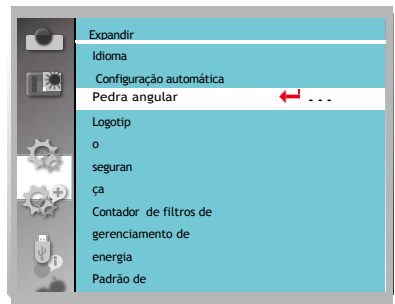 Expandir
Idioma
Configuração automática
Pedra angular ...
Logotip
o
seguran
ça
Contador de filtros de
gerenciamento de
energia
Padrão de